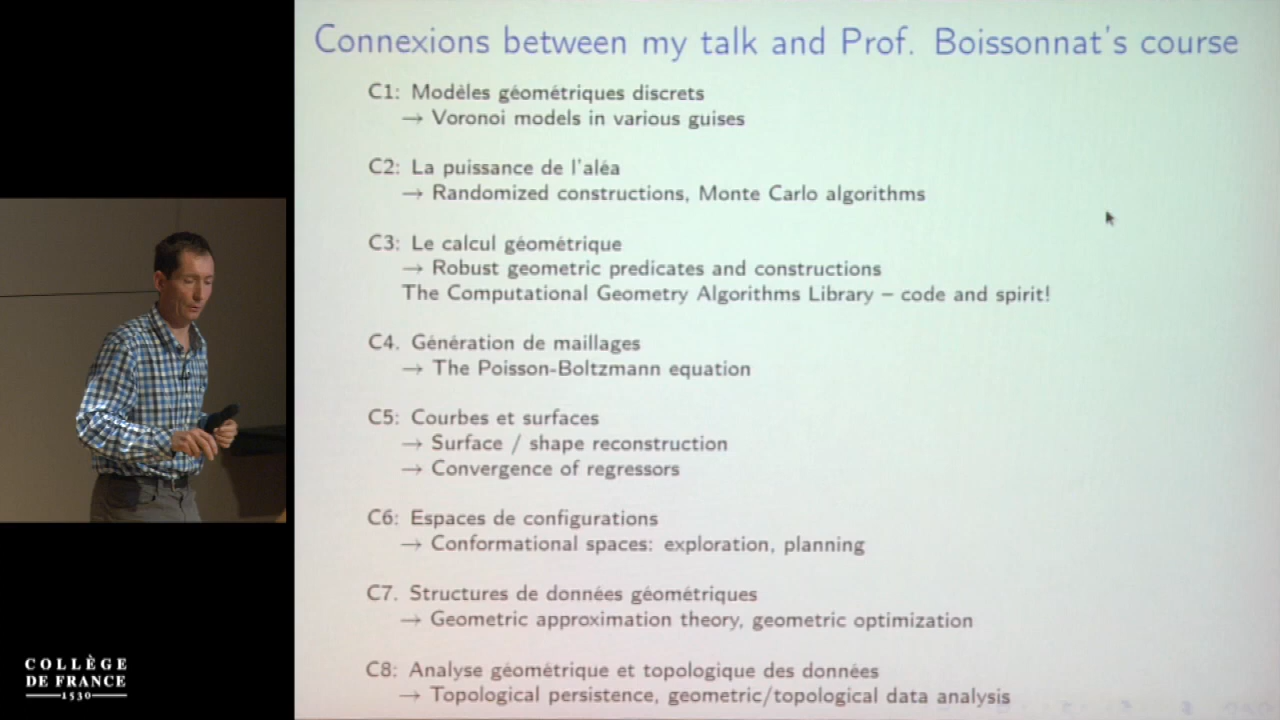 Connexions between my talk and Prof. Boissonnat's course
C1: Modèles géométriques discrets
→ Voronoi models in various guises
C2: La puissance de l'aléa
→ Randomized constructions, Monte Carlo algorithms
C3: Le calcul géométrique
→ Robust geometric predicates and constructions
The Computational Geometry Algorithms Library – code and spirit!
C4. Génération de maillages
→ The Poisson-Boltzmann equation
C5: Courbes et surfaces
→ Surface / shape reconstruction
→ Convergence of regressors
C6: Espaces de configurations
→ Conformational spaces: exploration, planning
C7. Structures de données géométriques
→ Geometric approximation theory, geometric optimization
C8: Analyse géométrique et topologique des données
→ Topological persistence, geometric/topological data analysis
COLLÈGE
DE FRANCE
1530